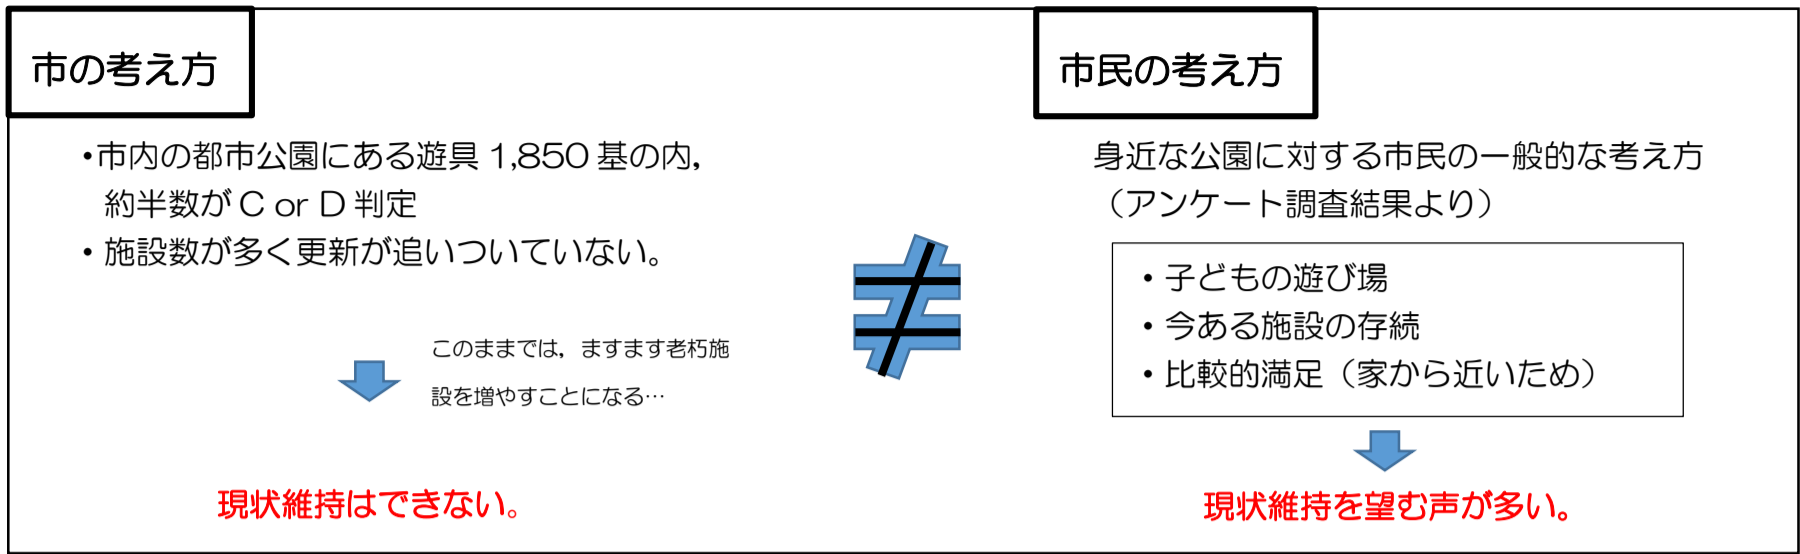 市の考え方
・市内の都市公園にある遊具 1,850 基の内，
約半数が C or D 判定
・施設数が多く更新が追いついていない。
このままでは，ますます老朽施
設を増やすことになる…
現状維持はできない。
≠
市民の考え方
身近な公園に対する市民の一般的な考え方
（アンケート調査結果より）
・子どもの遊び場
・今ある施設の存続
・比較的満足（家から近いため）
現状維持を望む声が多い。